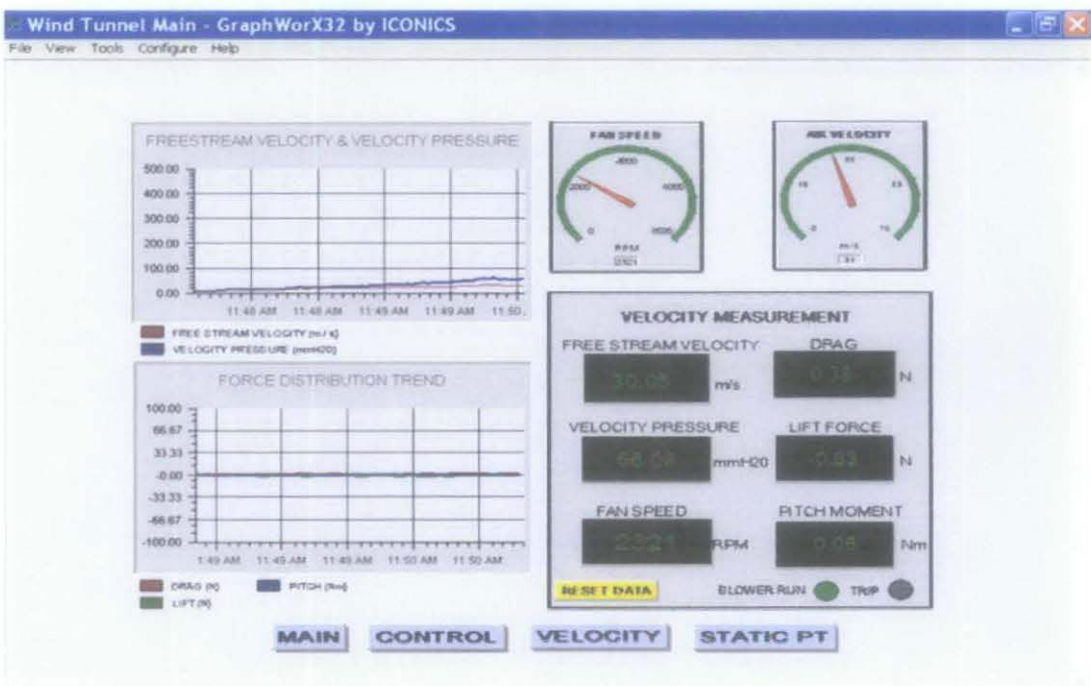 Wind Tunnel Main - GraphWorX32 by ICONICS
File View Tools Configure Help
FREESTREAM VELOCITY & VELOCITY PRESSURE
500.00
400.00
300.00
200.00
100.00
0.00
11:48 AM 11:48 AM 11:49 AM 11:49 AM 11:50
FREE STREAM VELOCITY (m/s)
VELOCITY PRESSURE (mmH2O)
FAN SPEED
0
2000
4000
RPM
2321
AIR VELOCITY
0
m/s
31
FORCE DISTRIBUTION TREND
100.00
66.67
33.33
-0.00
-33.33
-66.67
-100.00
1:49 AM 11:49 AM 11:49 AM 11:50 AM 11:50 AM
DRAG (N) PITCH (Nm)
LIFT (N)
VELOCITY MEASUREMENT
FREE STREAM VELOCITY DRAG
30.05 m/s 0.38 N
VELOCITY PRESSURE LIFT FORCE
mmH20 -0.83 N
FAN SPEED PITCH MOMENT
2321 RPM 0.06 Nm
RESET DATA BLOWER RUN TRIP
MAIN CONTROL VELOCITY STATIC PT